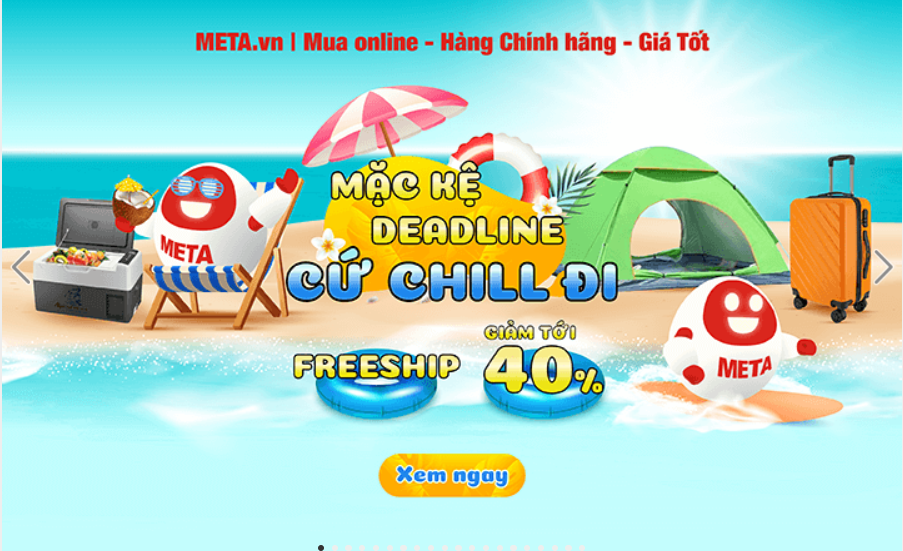 META.vn | Mua online - Hàng Chính hãng - Giá Tốt
MẶC KỆ
DEADLINE
CỨ CHILL ĐI
META
FREESHIP
GIẢM TỚI
40%
META
Xem ngay